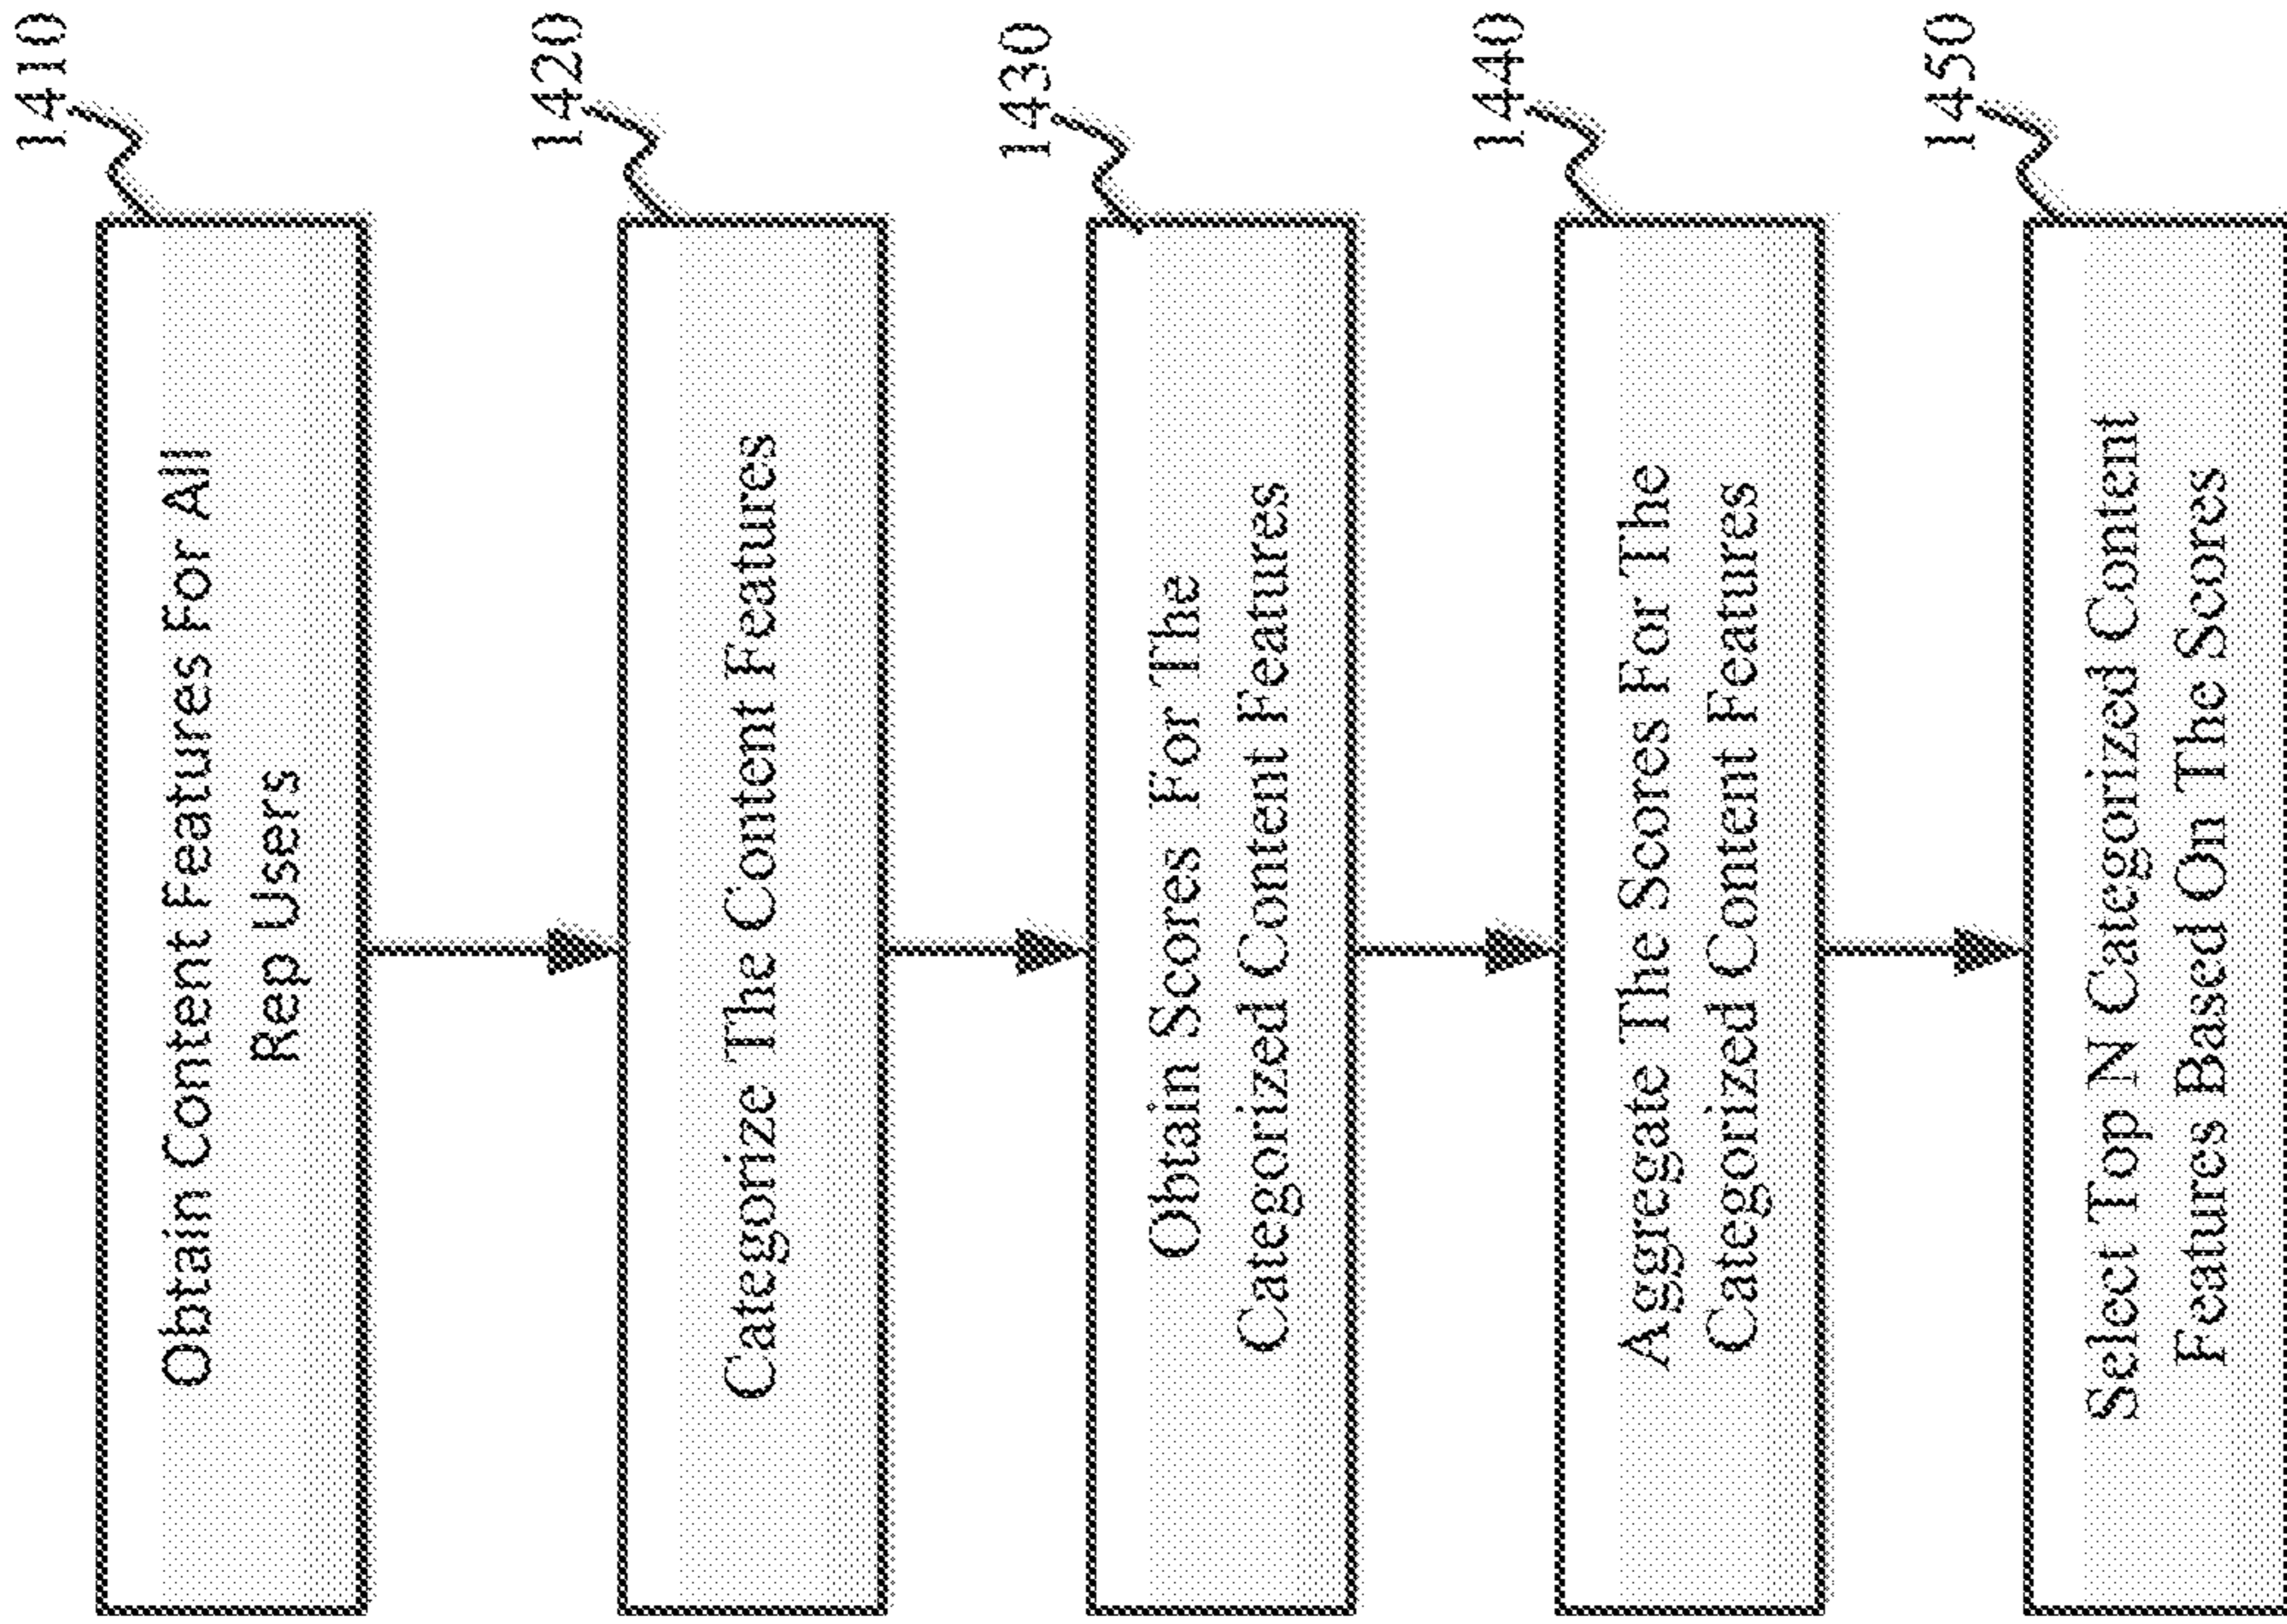 1410
Obtain Content Features For All
Rep Users
1420
Categorize The Content Features
1430
Obtain Scores For The
Categorized Content Features
1440
Aggregate The Scores For The
Categorized Content Features
1450
Select Top N Categorized Content
Features Based On The Scores